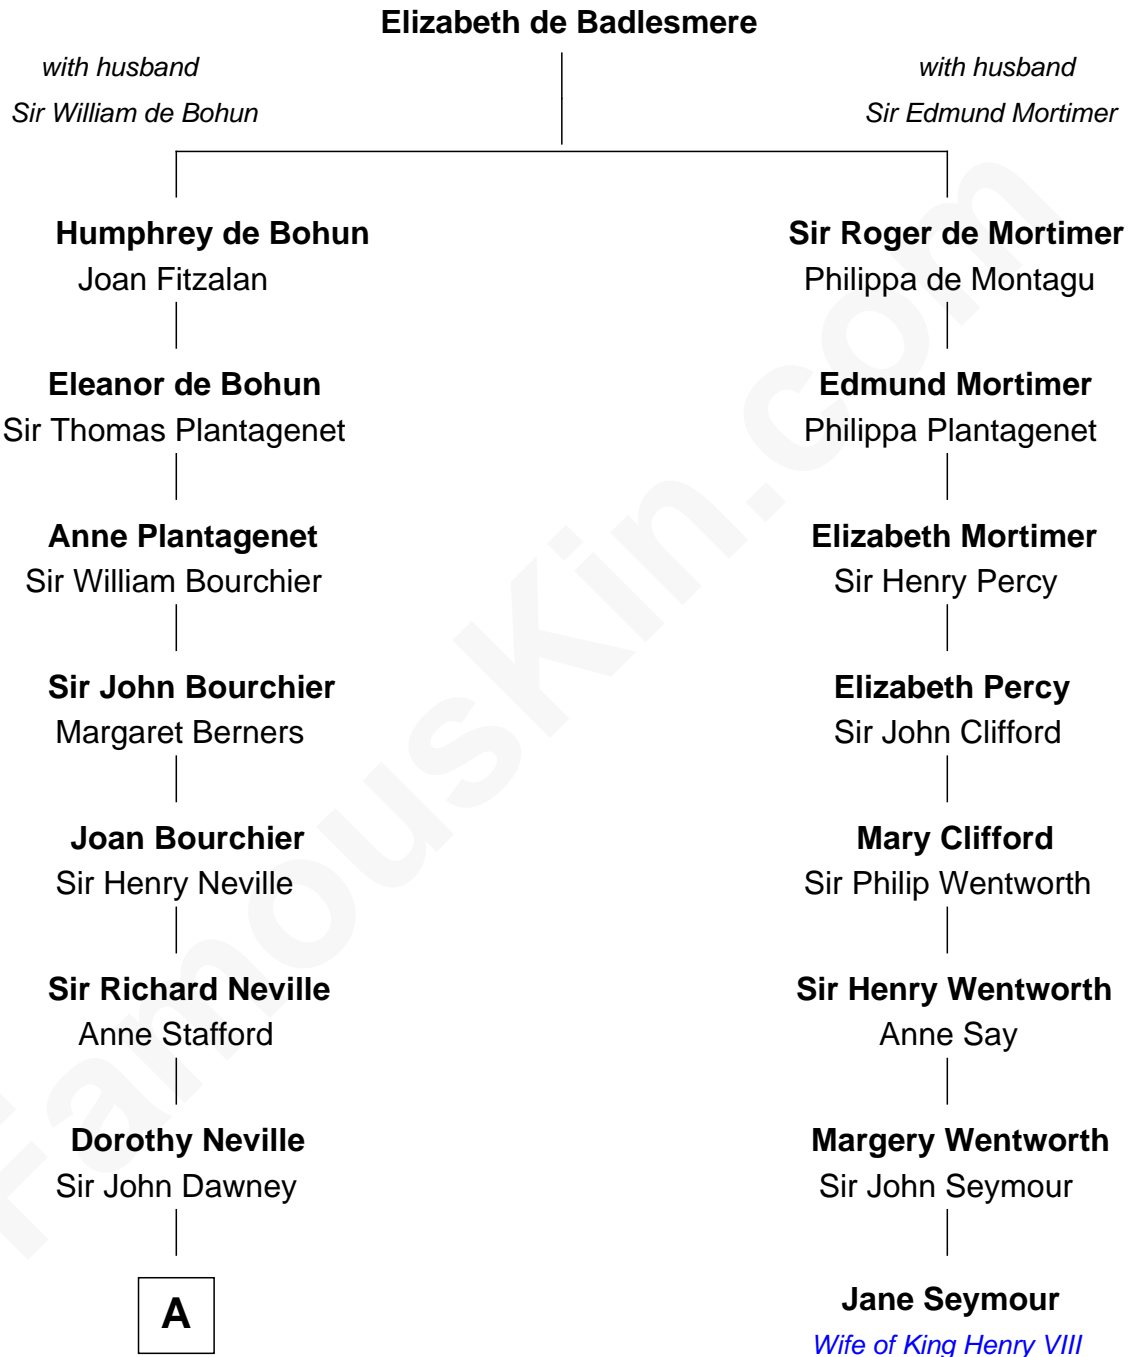 Elizabeth de Badlesmere
with husband
Sir William de Bohun
with husband
Sir Edmund Mortimer
Humphrey de Bohun
Joan Fitzalan
Sir Roger de Mortimer
Philippa de Montagu
Eleanor de Bohun
Sir Thomas Plantagenet
Edmund Mortimer
Philippa Plantagenet
Anne Plantagenet
Sir William Bourchier
Elizabeth Mortimer
Sir Henry Percy
Sir John Bourchier
Margaret Berners
Elizabeth Percy
Sir John Clifford
Joan Bourchier
Sir Henry Neville
Mary Clifford
Sir Philip Wentworth
Sir Richard Neville
Anne Stafford
Sir Henry Wentworth
Anne Say
Dorothy Neville
Sir John Dawney
Margery Wentworth
Sir John Seymour
A
Jane Seymour
Wife of King Henry VIII
FamousKin.com